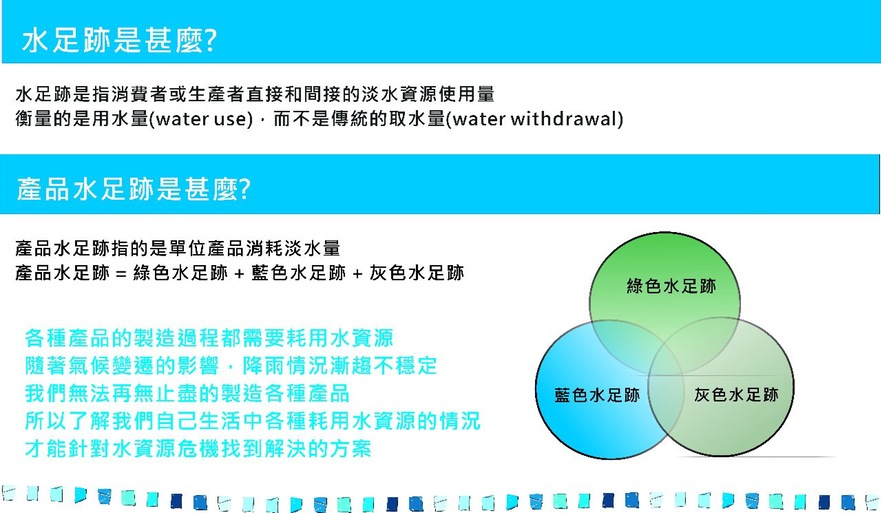 水足跡是甚麼?
水足跡是指消費者或生產者直接和間接的淡水資源使用量
衡量的是用水量(water use)，而不是傳統的取水量(water withdrawal)
產品水足跡是甚麼?
產品水足跡指的是單位產品消耗淡水量
產品水足跡 = 綠色水足跡 + 藍色水足跡 + 灰色水足跡
各種產品的製造過程都需要耗用水資源
隨著氣候變遷的影響，降雨情況漸趨不穩定
我們無法再無止盡的製造各種產品
所以了解我們自己生活中各種耗用水資源的情況
才能針對水資源危機找到解決的方案
綠色水足跡
藍色水足跡
灰色水足跡